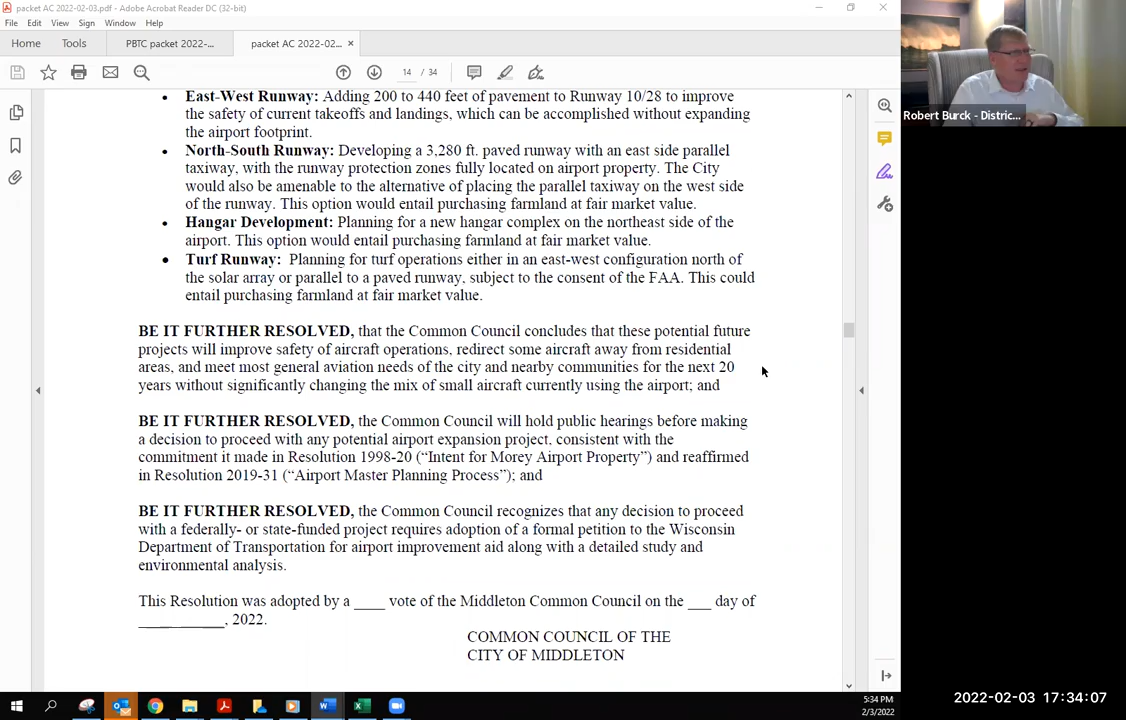 packet AC 2022-02-03.pdf - Adobe Acrobat Reader DC (32-bit)
File Edit View Sign Window Help
Home Tools PBTC packet 2022-... packet AC 2022-02... ×
14 / 34
Robert Burck - Distric...
• East-West Runway: Adding 200 to 440 feet of pavement to Runway 10/28 to improve
the safety of current takeoffs and landings, which can be accomplished without expanding
the airport footprint.
• North-South Runway: Developing a 3,280 ft. paved runway with an east side parallel
taxiway, with the runway protection zones fully located on airport property. The City
would also be amenable to the alternative of placing the parallel taxiway on the west side
of the runway. This option would entail purchasing farmland at fair market value.
• Hangar Development: Planning for a new hangar complex on the northeast side of the
airport. This option would entail purchasing farmland at fair market value.
• Turf Runway: Planning for turf operations either in an east-west configuration north of
the solar array or parallel to a paved runway, subject to the consent of the FAA. This could
entail purchasing farmland at fair market value.
BE IT FURTHER RESOLVED, that the Common Council concludes that these potential future
projects will improve safety of aircraft operations, redirect some aircraft away from residential
areas, and meet most general aviation needs of the city and nearby communities for the next 20
years without significantly changing the mix of small aircraft currently using the airport; and
BE IT FURTHER RESOLVED, the Common Council will hold public hearings before making
a decision to proceed with any potential airport expansion project, consistent with the
commitment it made in Resolution 1998-20 (“Intent for Morey Airport Property”) and reaffirmed
in Resolution 2019-31 (“Airport Master Planning Process”); and
BE IT FURTHER RESOLVED, the Common Council recognizes that any decision to proceed
with a federally- or state-funded project requires adoption of a formal petition to the Wisconsin
Department of Transportation for airport improvement aid along with a detailed study and
environmental analysis.
This Resolution was adopted by a ____ vote of the Middleton Common Council on the ___ day of
___________, 2022.
COMMON COUNCIL OF THE
CITY OF MIDDLETON
5:34 PM
2/3/2022
2022-02-03 17:34:07